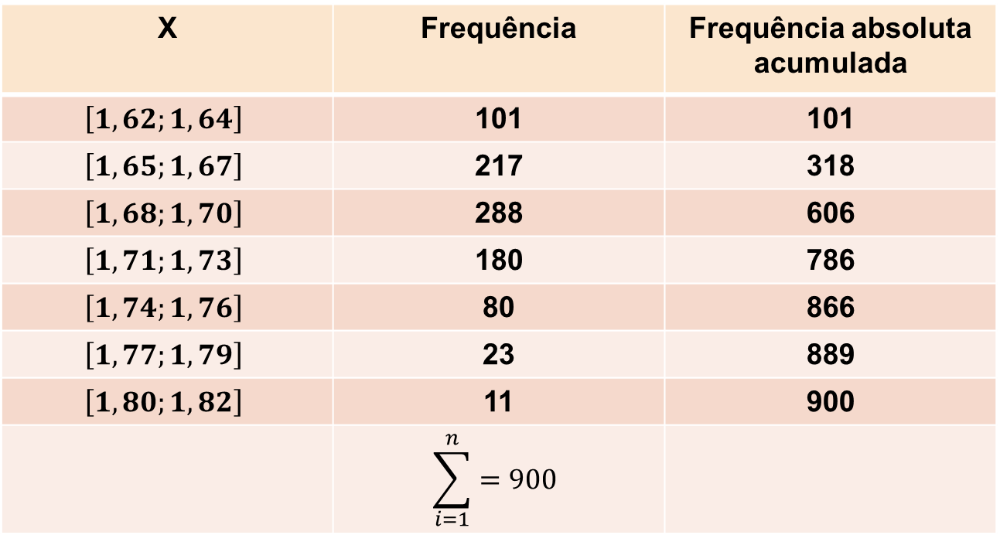 X Frequência Frequência absoluta
acumulada
[1,62; 1,64] 101 101
[1,65; 1,67] 217 318
[1,68; 1,70] 288 606
[1,71; 1,73] 180 786
[1,74; 1,76] 80 866
[1,77; 1,79] 23 889
[1,80; 1,82] 11 900
n
∑ = 900
i=1